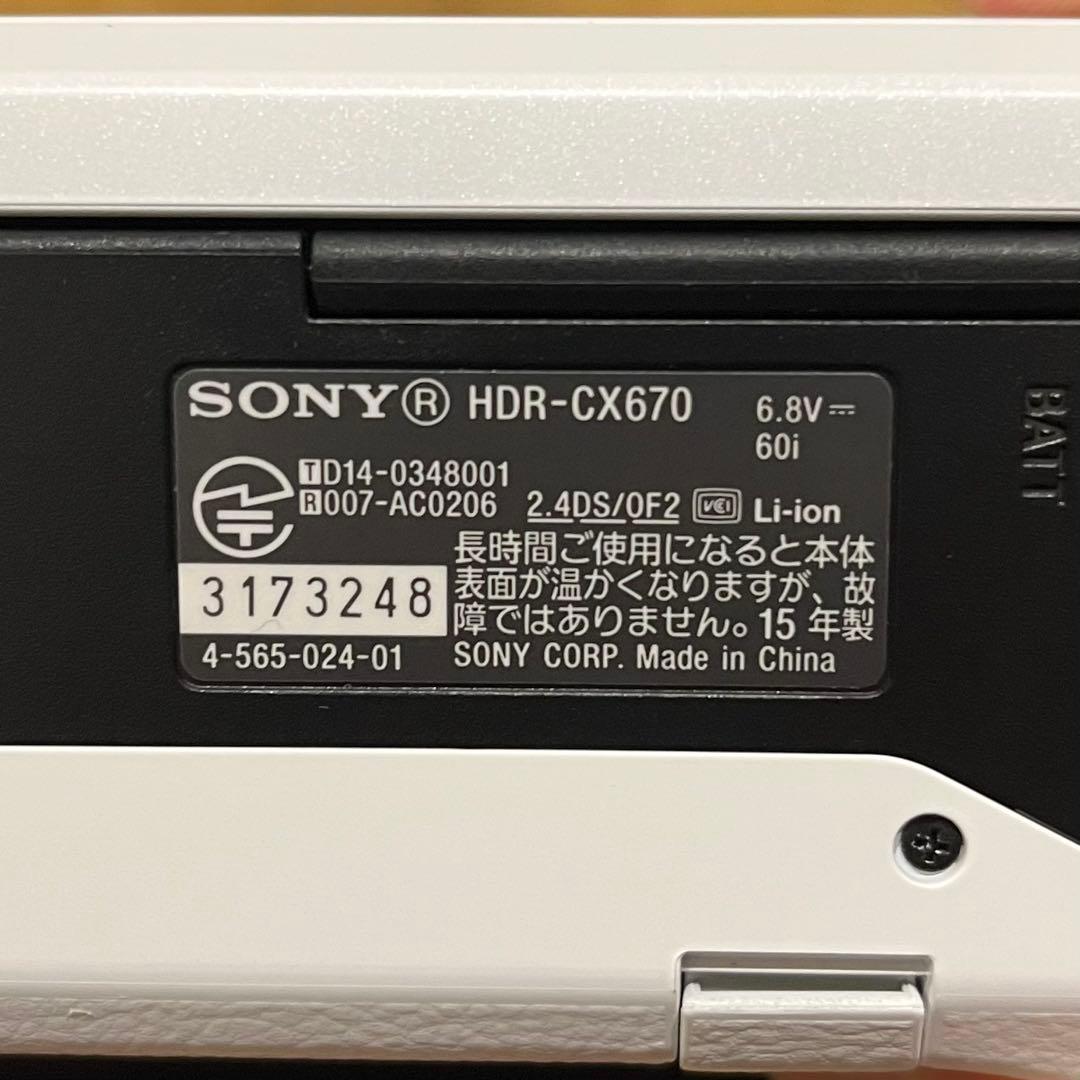 SONY® HDR-CX670 6.8V⎓
60i
TD14-0348001
R007-AC0206 2.4DS/0F2 VCCI Li-ion
長時間ご使用になると本体
表面が温かくなりますが、故
障ではありません。15年製
3173248
4-565-024-01 SONY CORP. Made in China
BATT